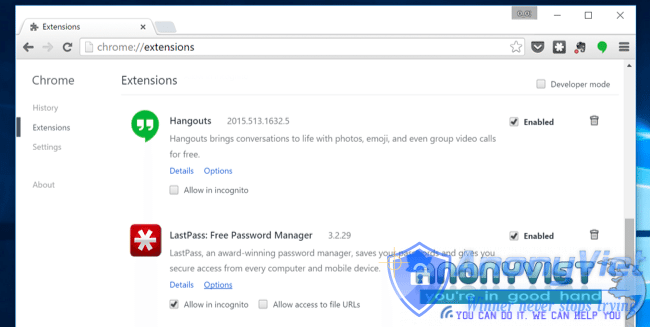 Extensions
chrome://extensions
Chrome
Extensions
Developer mode
History
Extensions
Settings
About
Hangouts 2015.513.1632.5
Enabled
Hangouts brings conversations to life with photos, emoji, and even group video calls
for free.
Details Options
Allow in incognito
LastPass: Free Password Manager 3.2.29
Enabled
LastPass, an award-winning password manager, saves your passwords and gives you
secure access from every computer and mobile device.
Details Options
Allow in incognito Allow access to file URLs
ANONYVIET
you're in good hand
Winner never stops trying
YOU CAN DO IT. WE CAN HELP YOU